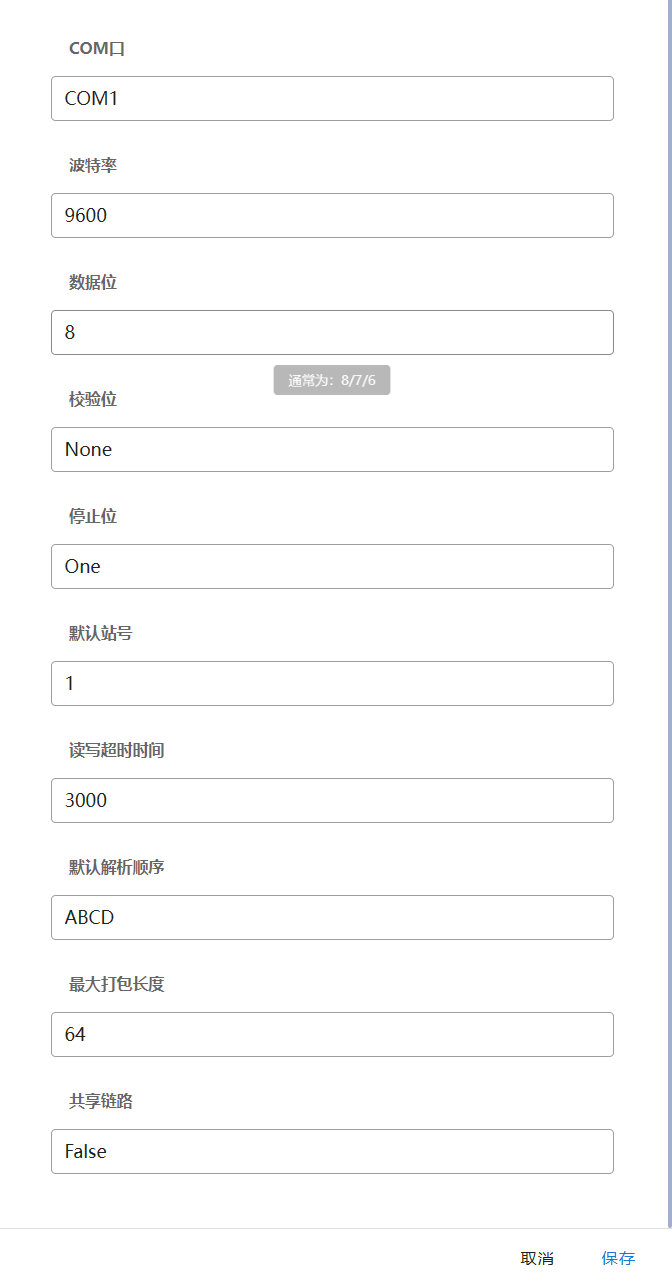 COM口
COM1
波特率
9600
数据位
8
通常为：8/7/6
校验位
None
停止位
One
默认站号
1
读写超时时间
3000
默认解析顺序
ABCD
最大打包长度
64
共享链路
False
取消 保存